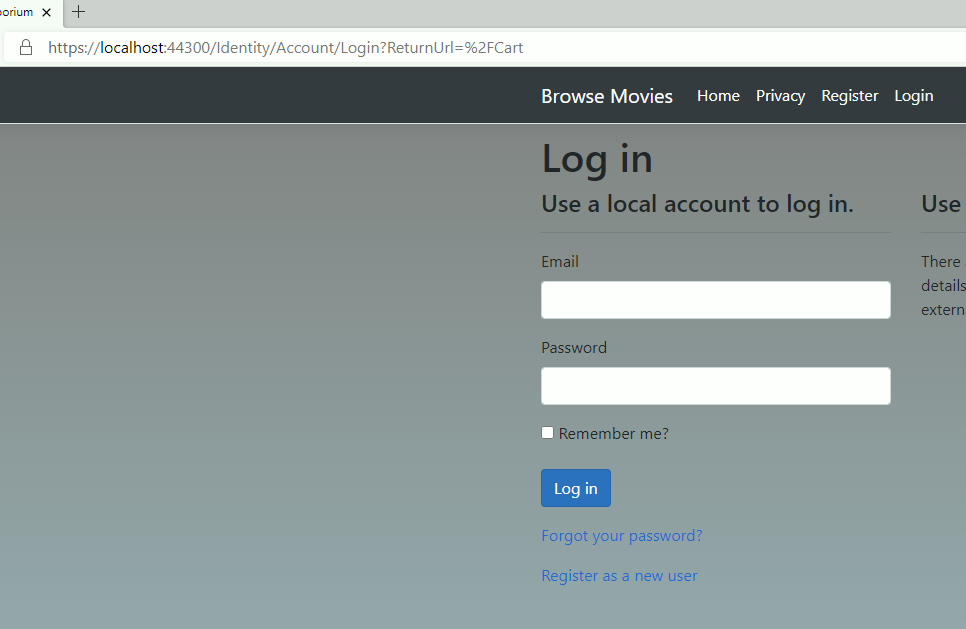 porium
https://localhost:44300/Identity/Account/Login?ReturnUrl=%2FCart
Browse Movies Home Privacy Register Login
Log in
Use a local account to log in.
Use
Email
There
details
extern
Password
Remember me?
Log in
Forgot your password?
Register as a new user